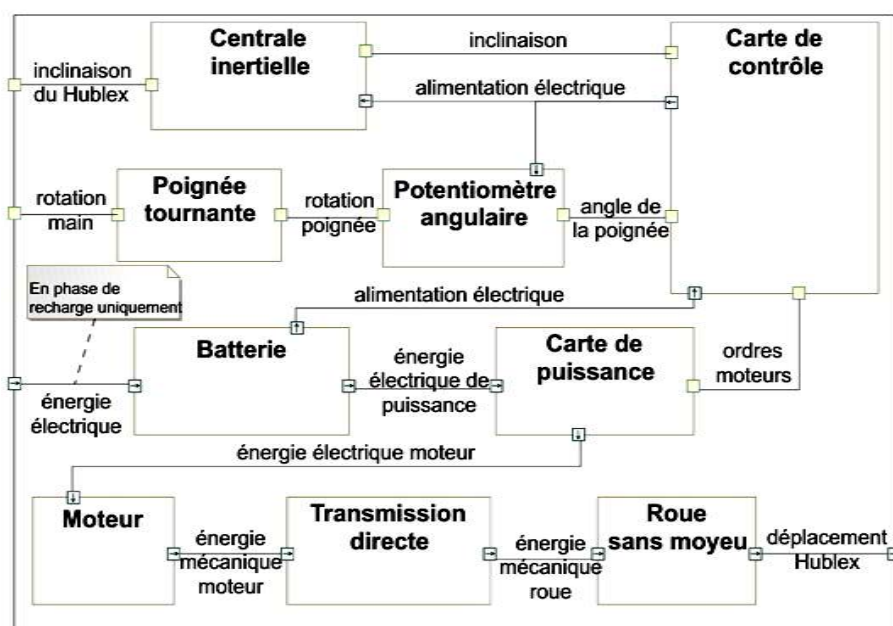 Centrale
inertielle
inclinaison
Carte de
contrôle
inclinaison
du Hublex
alimentation électrique
rotation
main
Poignée
tournante
rotation
poignée
Potentiomètre
angulaire
angle de
la poignée
En phase de
recharge uniquement
alimentation électrique
énergie
électrique
Batterie
énergie
électrique de
puissance
Carte de
puissance
ordres
moteurs
énergie électrique moteur
Moteur
énergie
mécanique
moteur
Transmission
directe
énergie
mécanique
roue
Roue
sans moyeu
déplacement
Hublex